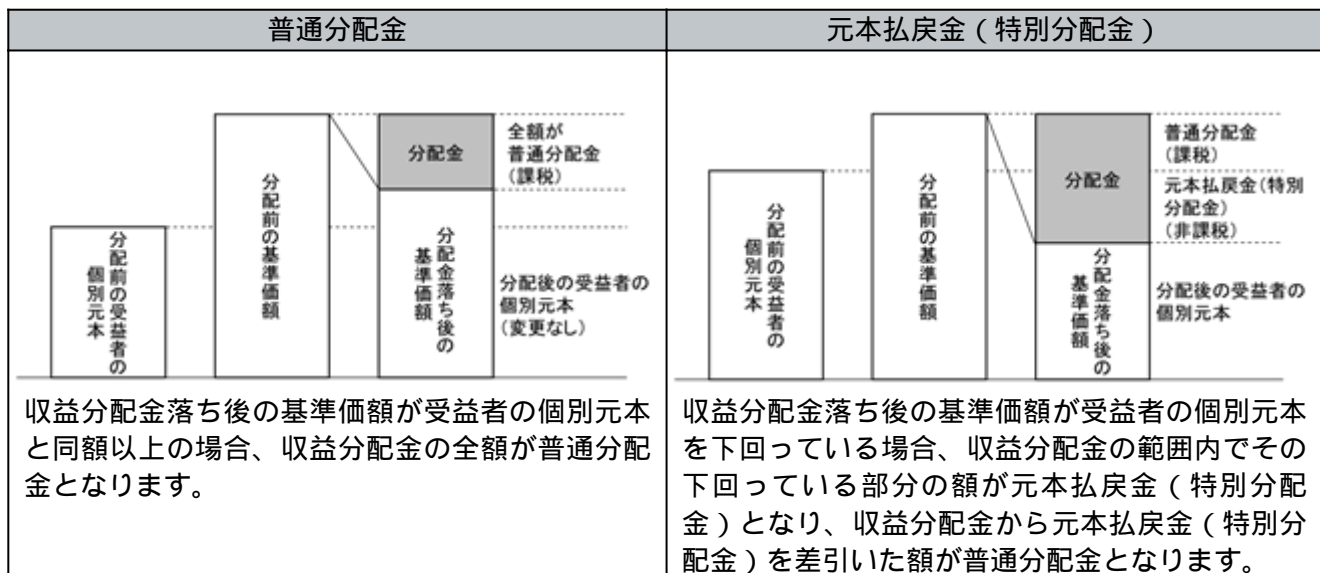 普通分配金
分配前の受益者の
個別元本
分配前の基準価額
分配金
分配金落ち後の
基準価額
全額が
普通分配金
(課税)
分配後の受益者の
個別元本
(変更なし)
収益分配金落ち後の基準価額が受益者の個別元本
と同額以上の場合、収益分配金の全額が普通分配
金となります。
元本払戻金(特別分配金)
分配前の受益者の
個別元本
分配前の基準価額
分配金
分配金落ち後の
基準価額
普通分配金
(課税)
元本払戻金(特別
分配金)
(非課税)
分配後の受益者の
個別元本
収益分配金落ち後の基準価額が受益者の個別元本
を下回っている場合、収益分配金の範囲内でその
下回っている部分の額が元本払戻金(特別分配
金)となり、収益分配金から元本払戻金(特別分
配金)を差引いた額が普通分配金となります。